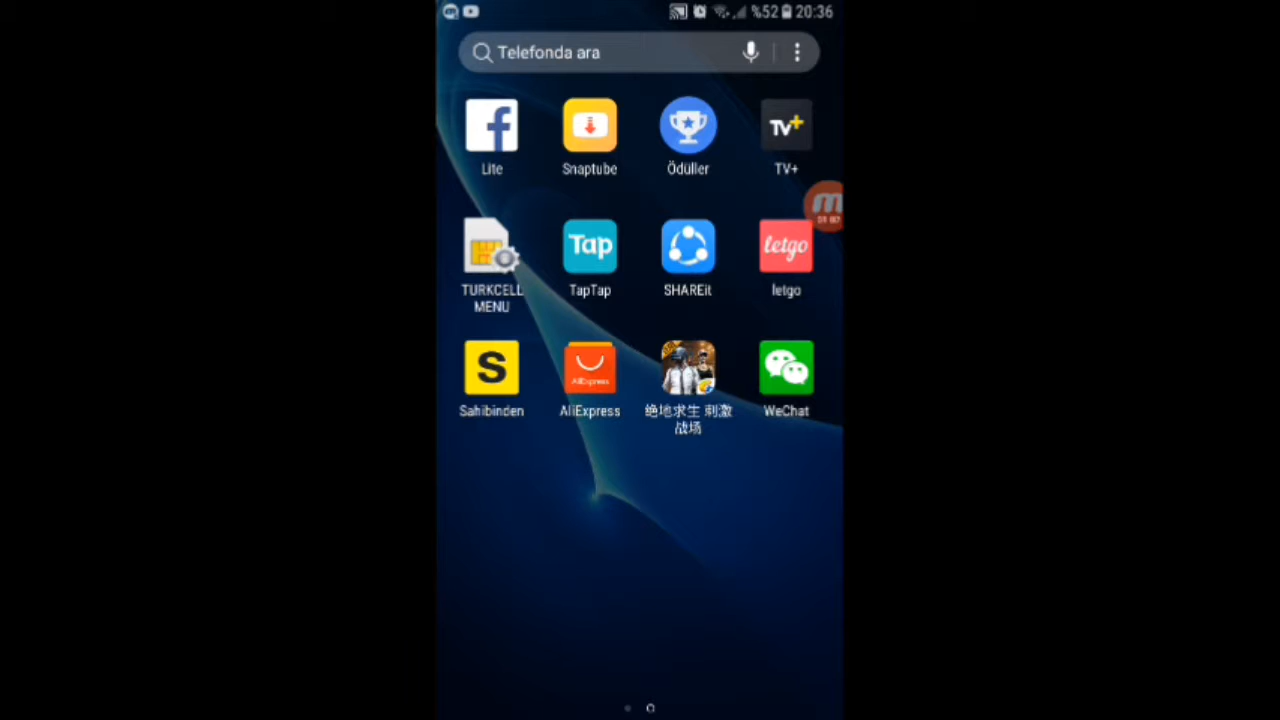 %52 20:36
Telefonda ara
TV+
Lite
Snaptube
Ödüller
TV+
Tap
letgo
TURKCELL
MENU
TapTap
SHAREit
letgo
S
AliExpress
Sahibinden
AliExpress
绝地求生 刺激
战场
WeChat